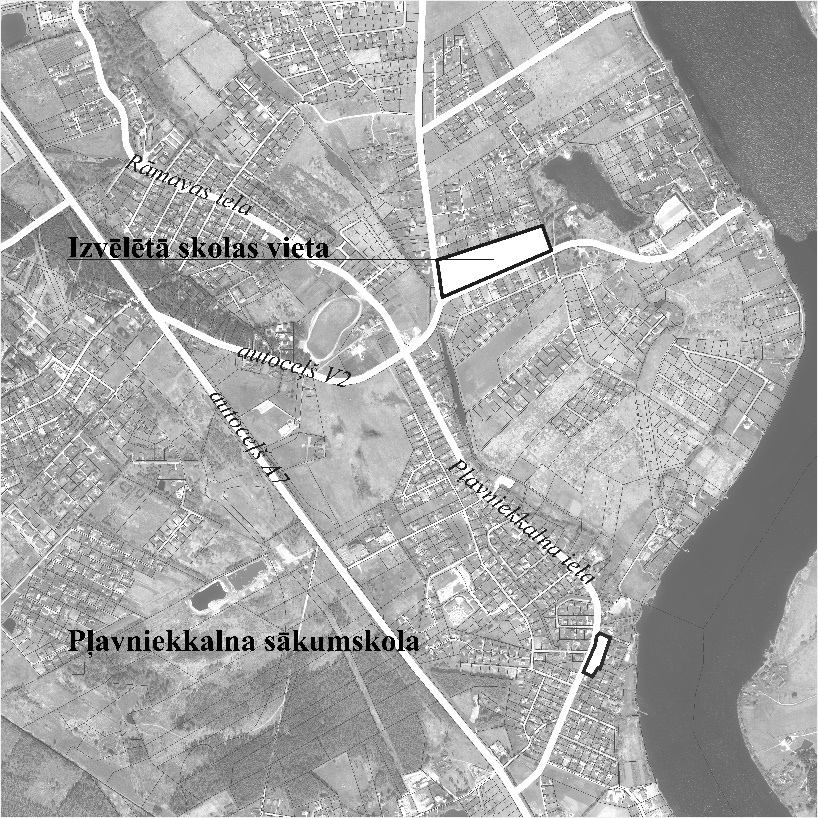 Rāmavas iela
Izvēlētā skolas vieta
autoceļš V2
autoceļš A7
Pļavniekkalna iela
Pļavniekkalna sākumskola